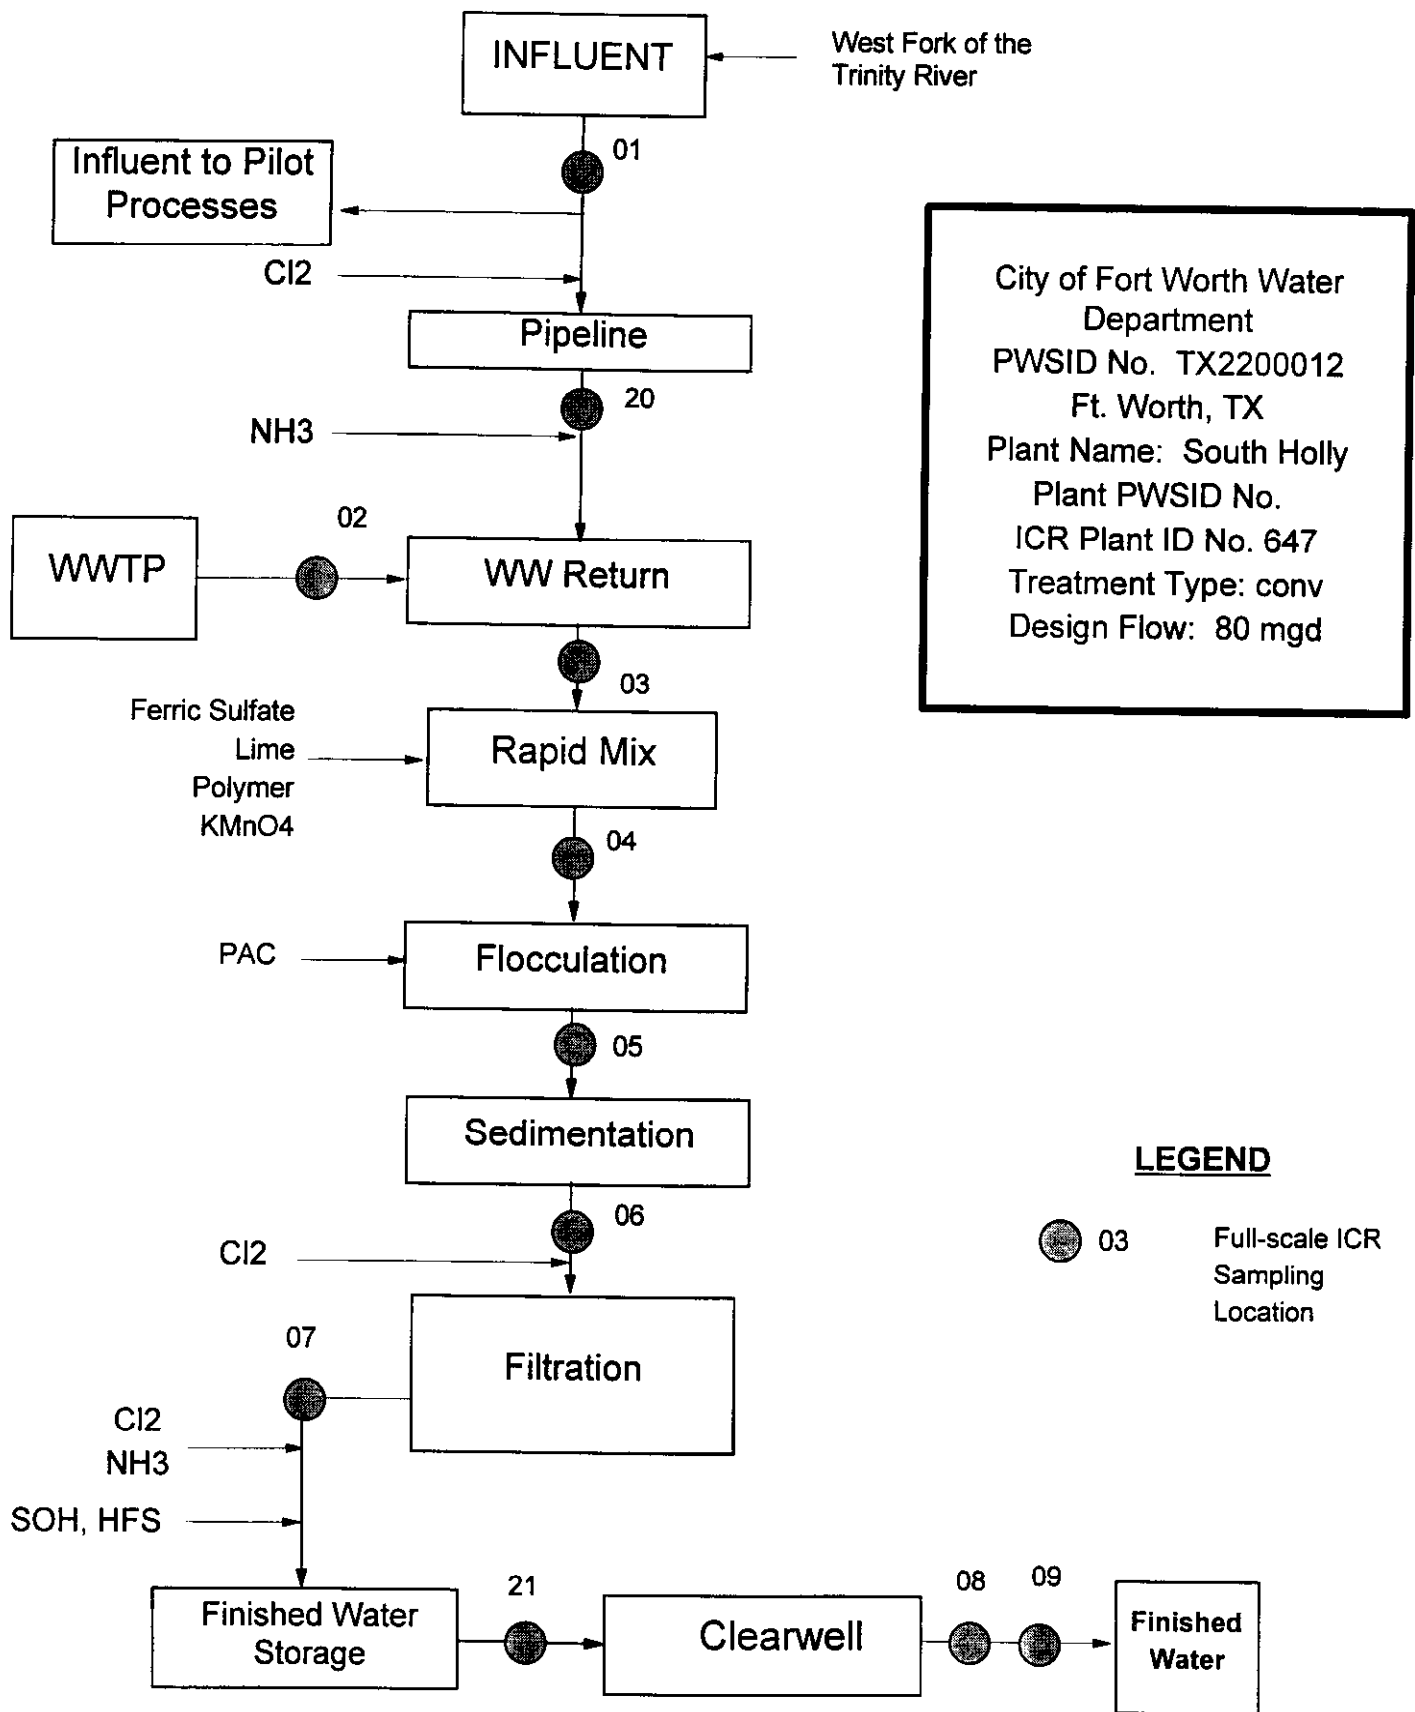 INFLUENT
West Fork of the
Trinity River
01
Influent to Pilot
Processes
Cl2
Pipeline
20
NH3
02
WWTP
WW Return
03
Ferric Sulfate
Lime
Polymer
KMnO4
Rapid Mix
04
PAC
Flocculation
05
Sedimentation
06
Cl2
Filtration
07
Cl2
NH3
SOH, HFS
Finished Water
Storage
21
Clearwell
08
09
Finished
Water
City of Fort Worth Water
Department
PWSID No. TX2200012
Ft. Worth, TX
Plant Name: South Holly
Plant PWSID No.
ICR Plant ID No. 647
Treatment Type: conv
Design Flow: 80 mgd
LEGEND
03
Full-scale ICR
Sampling
Location